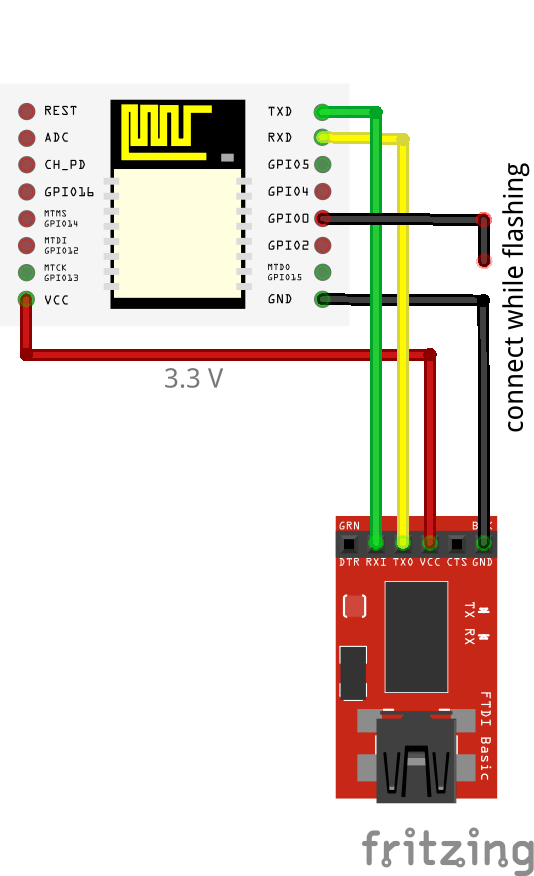 REST
ADC
CH_PD
GPIO16
MTMS
GPIO14
MTDI
GPIO12
MTCK
GPIO13
VCC
TXD
RXD
GPIO5
GPIO4
GPIO0
GPIO2
MTDO
GPIO15
GND
connect while flashing
3.3 V
GRN
DTR RXI TXO VCC CTS GND
TX RX
FTDI Basic
fritzing